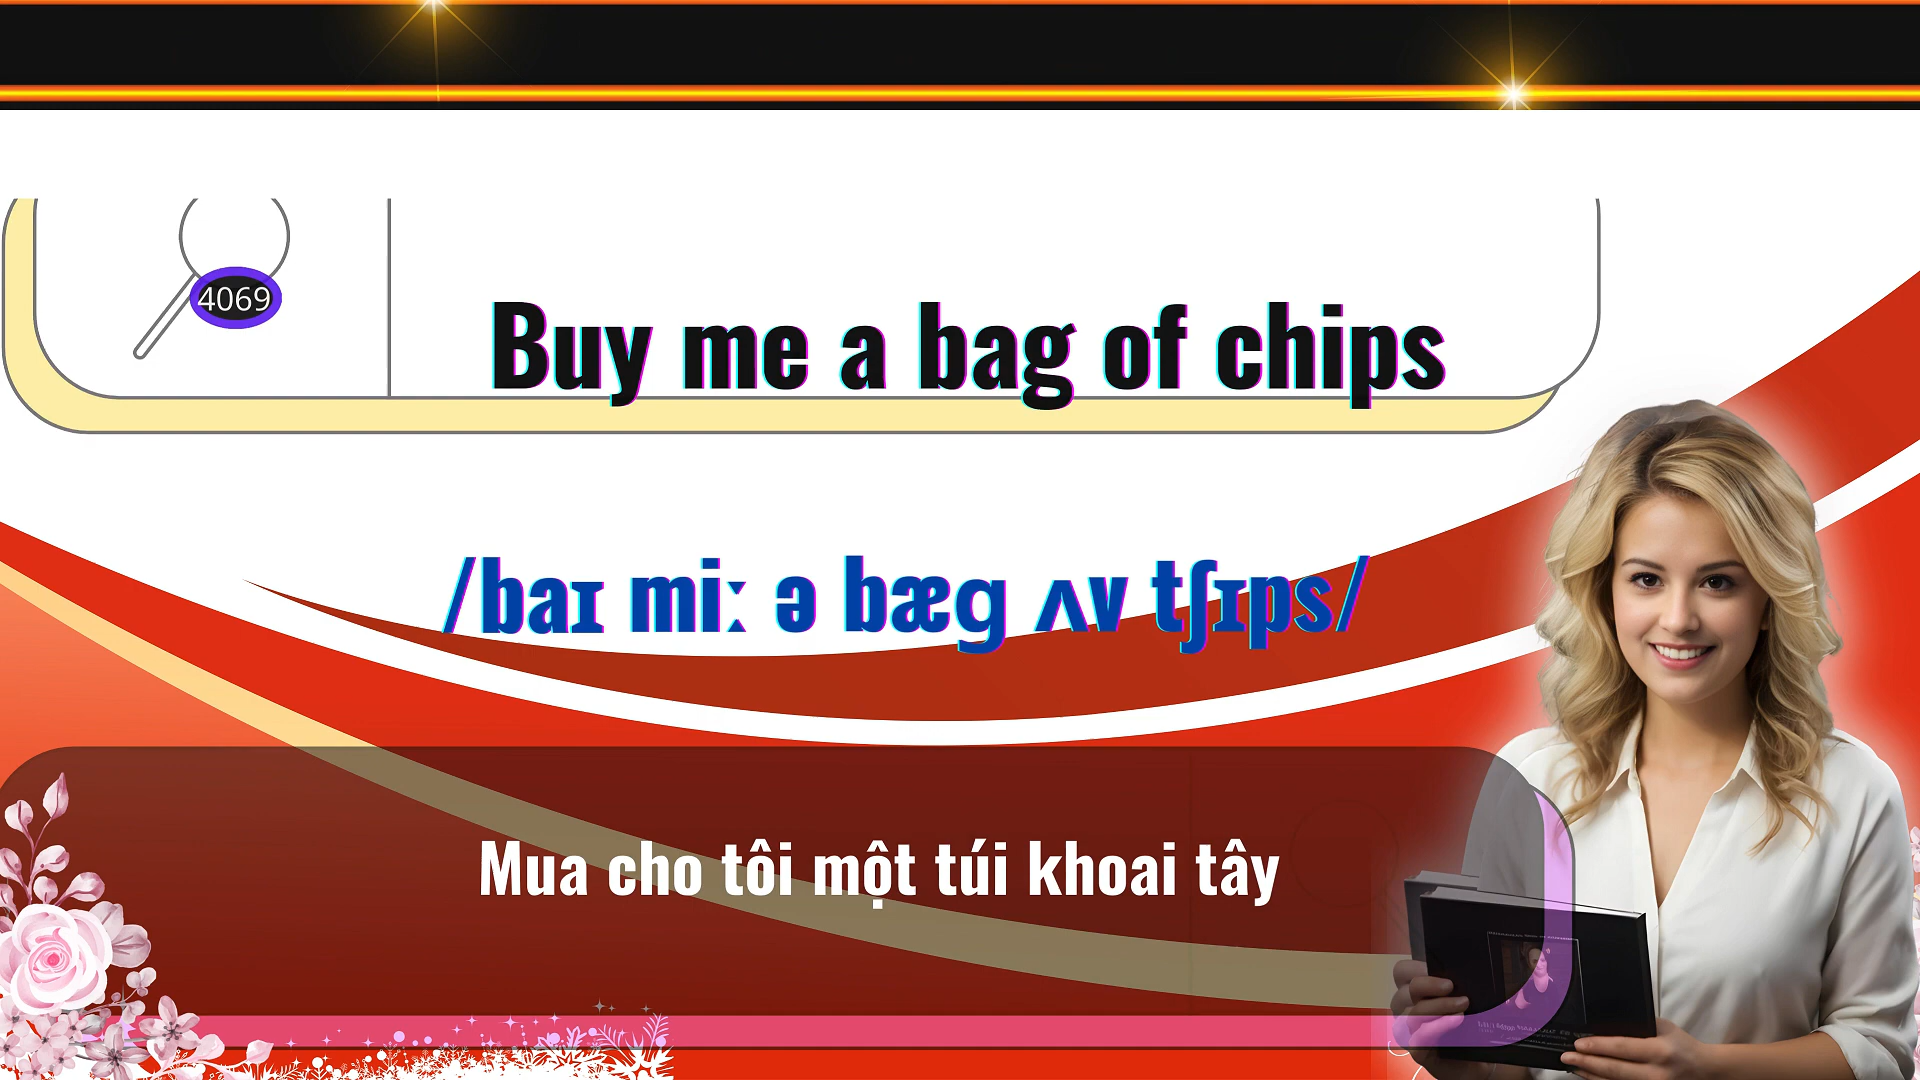 4069
Buy me a bag of chips
/baɪ miː ə bæg ʌv tʃɪps/
Mua cho tôi một túi khoai tây